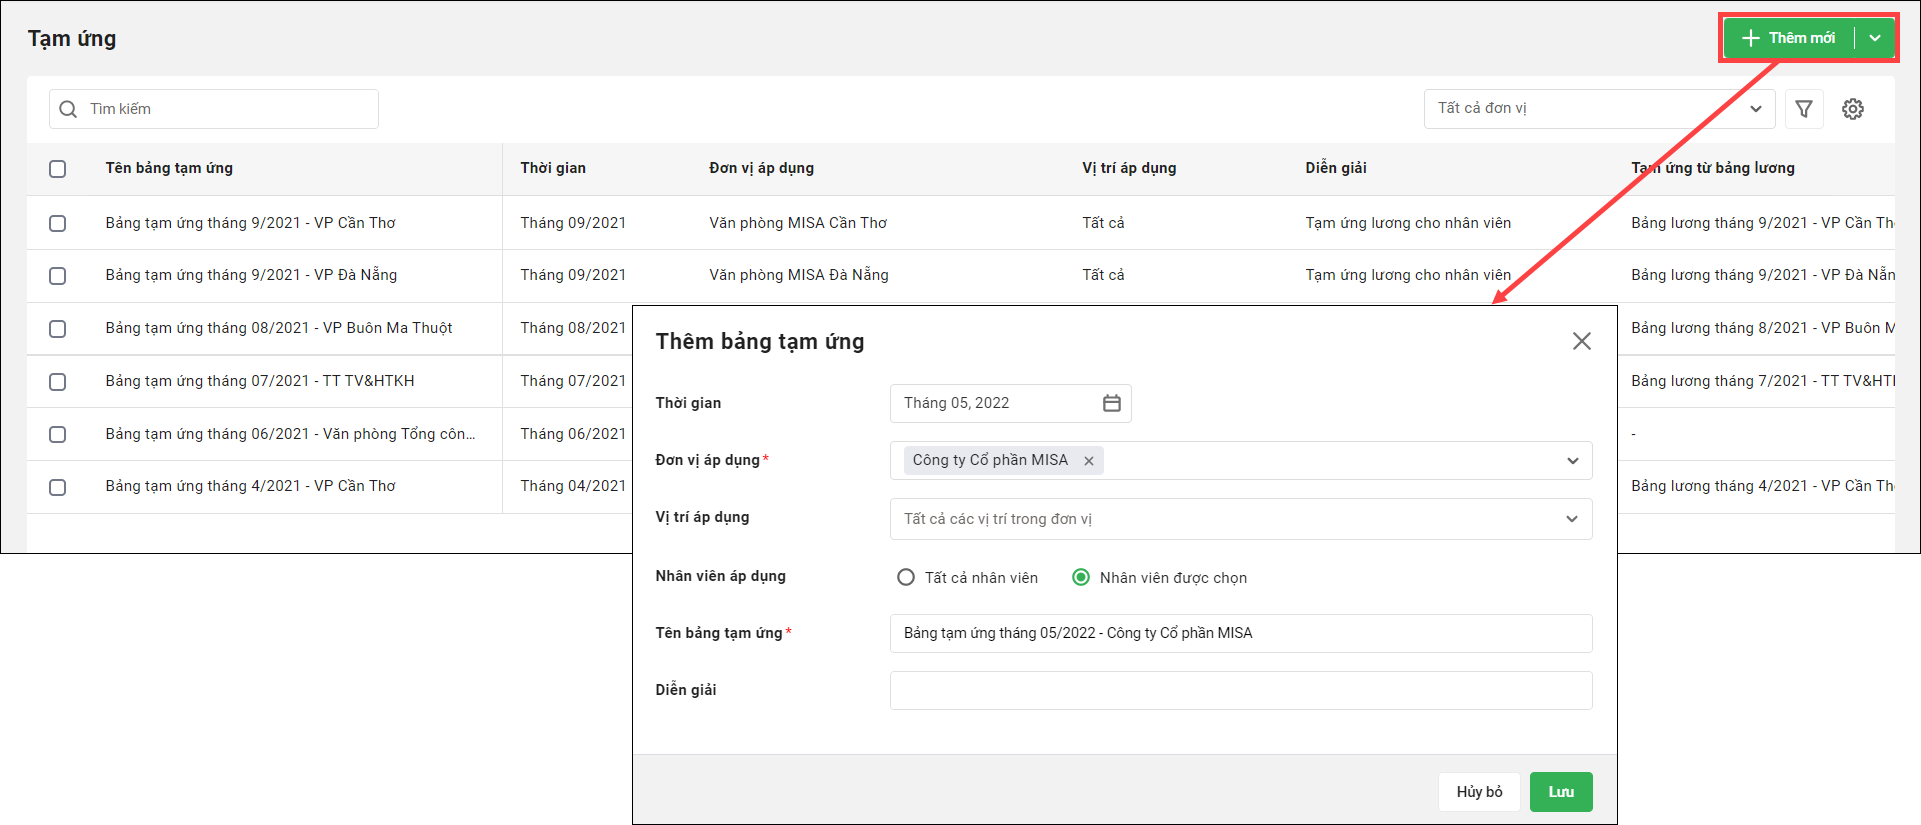 Tạm ứng
Thêm mới
Tìm kiếm
Tất cả đơn vị
Tên bảng tạm ứng Thời gian Đơn vị áp dụng Vị trí áp dụng Diễn giải Tạm ứng từ bảng lương
Bảng tạm ứng tháng 9/2021 - VP Cần Thơ Tháng 09/2021 Văn phòng MISA Cần Thơ Tất cả Tạm ứng lương cho nhân viên Bảng lương tháng 9/2021 - VP Cần
Bảng tạm ứng tháng 9/2021 - VP Đà Nẵng Tháng 09/2021 Văn phòng MISA Đà Nẵng Tất cả Tạm ứng lương cho nhân viên Bảng lương tháng 9/2021 - VP Đà
Bảng tạm ứng tháng 08/2021 - VP Buôn Ma Thuột Tháng 08/2021 Bảng lương tháng 8/2021 - VP Buôn
Bảng tạm ứng tháng 07/2021 - TT TV&HTKH Tháng 07/2021 Bảng lương tháng 7/2021 - TT
Bảng tạm ứng tháng 06/2021 - Văn phòng Tổng côn... Tháng 06/2021 -
Bảng tạm ứng tháng 4/2021 - VP Cần Thơ Tháng 04/2021 Bảng lương tháng 4/2021 - VP Cần
Thêm bảng tạm ứng
Thời gian Tháng 05, 2022
Đơn vị áp dụng * Công ty Cổ phần MISA
Vị trí áp dụng Tất cả các vị trí trong đơn vị
Nhân viên áp dụng Tất cả nhân viên Nhân viên được chọn
Tên bảng tạm ứng * Bảng tạm ứng tháng 05/2022 - Công ty Cổ phần MISA
Diễn giải
Hủy bỏ Lưu